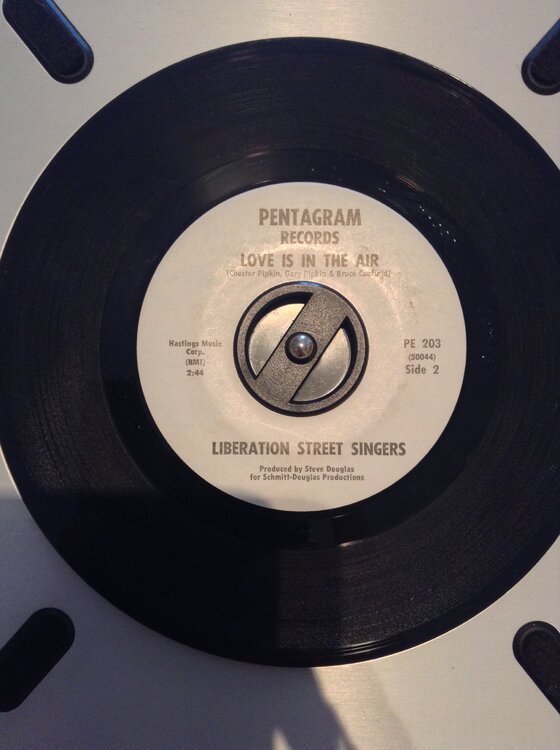 PENTAGRAM
RECORDS
LOVE IS IN THE AIR
(Chester Pipkin, Gary Pipkin & Bruce Canfield)
Hastings Music
Corp.
(BMI)
2:44
PE 203
(50044)
Side 2
LIBERATION STREET SINGERS
Produced by Steve Douglas
for Schmitt-Douglas Productions